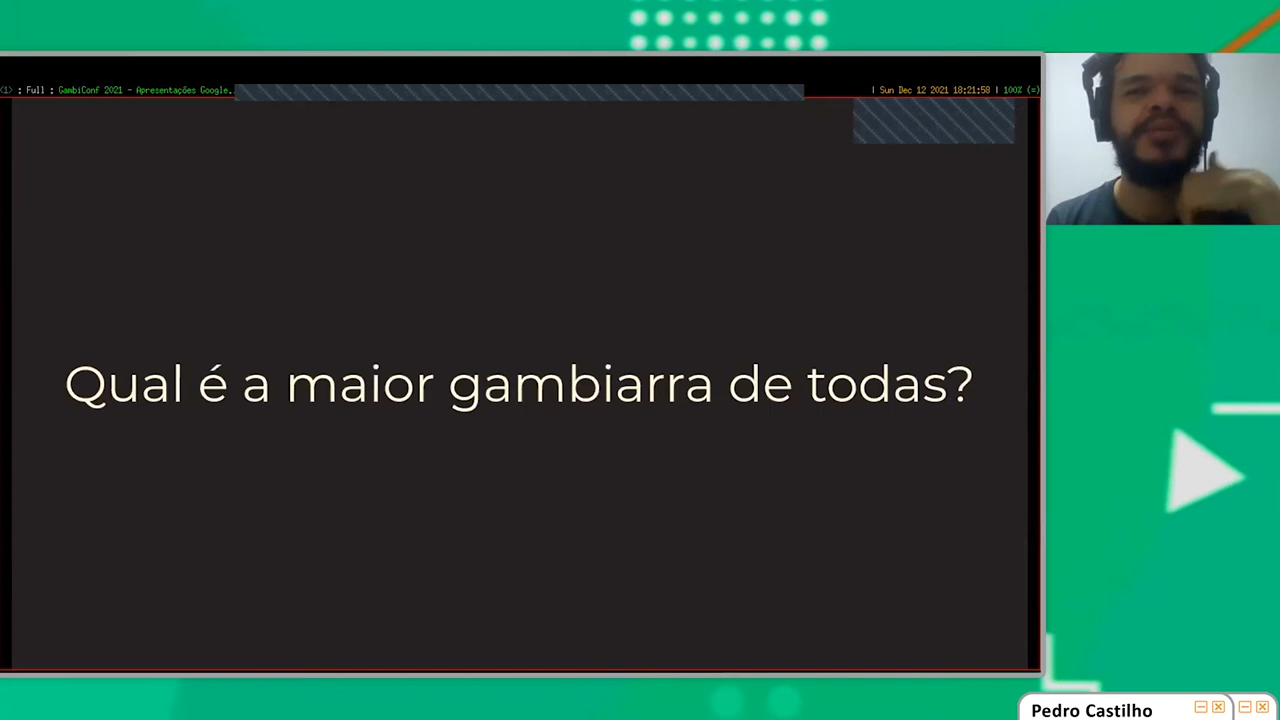 <1> : Full : GambiConf 2021 - Apresentações Google. | Sun Dec 12 2021 18:21:58 | 100% (=)
Qual é a maior gambiarra de todas?
Pedro Castilho